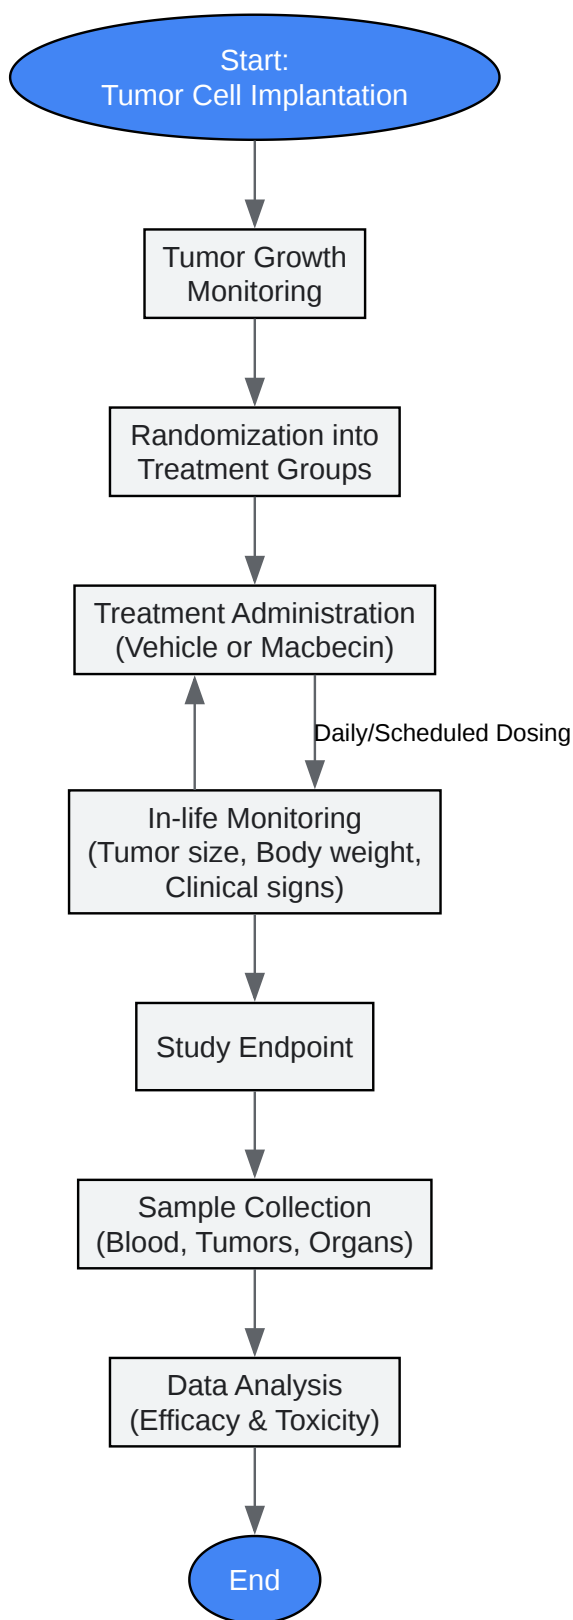 Start:
Tumor Cell Implantation
Tumor Growth
Monitoring
Randomization into
Treatment Groups
Treatment Administration
(Vehicle or Macbecin)
Daily/Scheduled Dosing
In-life Monitoring
(Tumor size, Body weight,
Clinical signs)
Study Endpoint
Sample Collection
(Blood, Tumors, Organs)
Data Analysis
(Efficacy & Toxicity)
End